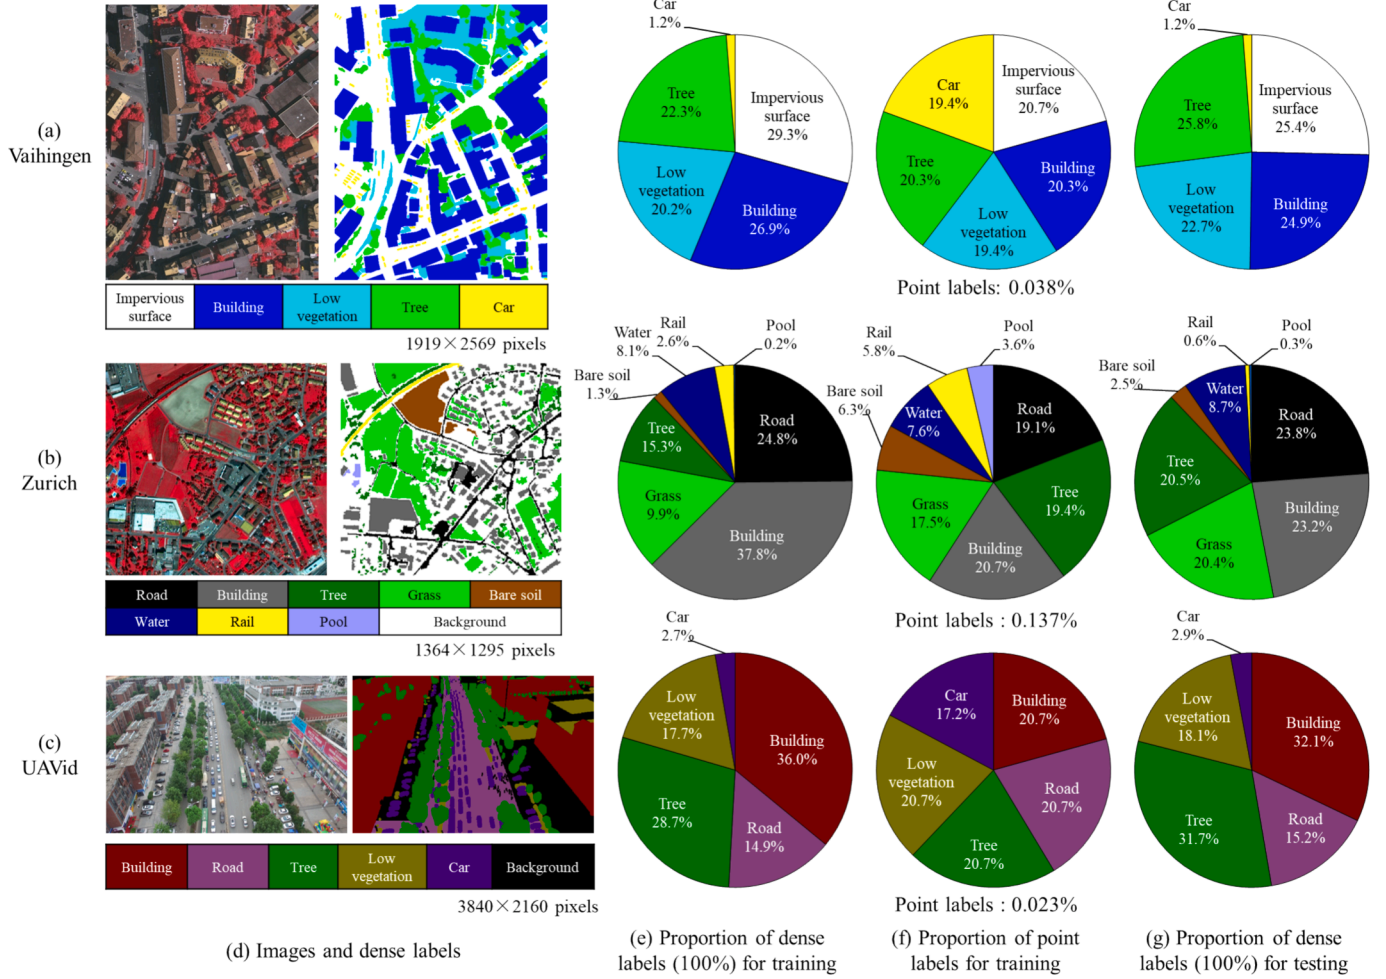 (a)
Vaihingen
Impervious
surface
Building
Low
vegetation
Tree
Car
1919×2569 pixels
Car
1.2%
Impervious
surface
29.3%
Building
26.9%
Low
vegetation
20.2%
Tree
22.3%
Car
19.4%
Impervious
surface
20.7%
Building
20.3%
Low
vegetation
19.4%
Tree
20.3%
Point labels: 0.038%
Car
1.2%
Impervious
surface
25.4%
Building
24.9%
Low
vegetation
22.7%
Tree
25.8%
(b)
Zurich
Road
Building
Tree
Grass
Bare soil
Water
Rail
Pool
Background
1364×1295 pixels
Rail
2.6%
Pool
0.2%
Water
8.1%
Bare soil
1.3%
Tree
15.3%
Grass
9.9%
Building
37.8%
Road
24.8%
Rail
5.8%
Pool
3.6%
Bare soil
6.3%
Water
7.6%
Road
19.1%
Tree
19.4%
Grass
17.5%
Building
20.7%
Point labels : 0.137%
Rail
0.6%
Pool
0.3%
Bare soil
2.5%
Water
8.7%
Road
23.8%
Tree
20.5%
Grass
20.4%
Building
23.2%
(c)
UAVid
Building
Road
Tree
Low
vegetation
Car
Background
3840×2160 pixels
Car
2.7%
Low
vegetation
17.7%
Building
36.0%
Tree
28.7%
Road
14.9%
Car
17.2%
Building
20.7%
Low
vegetation
20.7%
Road
20.7%
Tree
20.7%
Point labels : 0.023%
Car
2.9%
Low
vegetation
18.1%
Building
32.1%
Tree
31.7%
Road
15.2%
(d) Images and dense labels
(e) Proportion of dense
labels (100%) for training
(f) Proportion of point
labels for training
(g) Proportion of dense
labels (100%) for testing